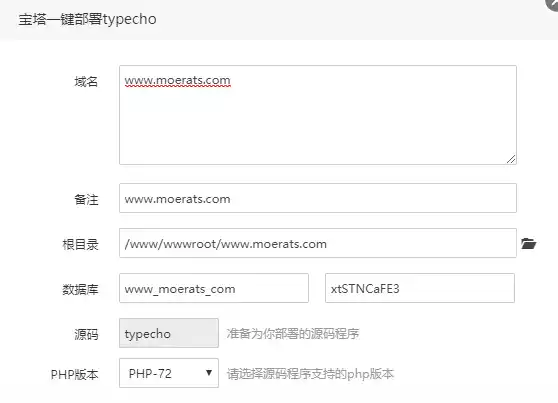 宝塔一键部署typecho
域名 www.moerats.com
备注 www.moerats.com
根目录 /www/wwwroot/www.moerats.com
数据库 www_moerats_com xtSTNCaFE3
源码 typecho 准备为你部署的源码程序
PHP版本 PHP-72 请选择源码程序支持的php版本